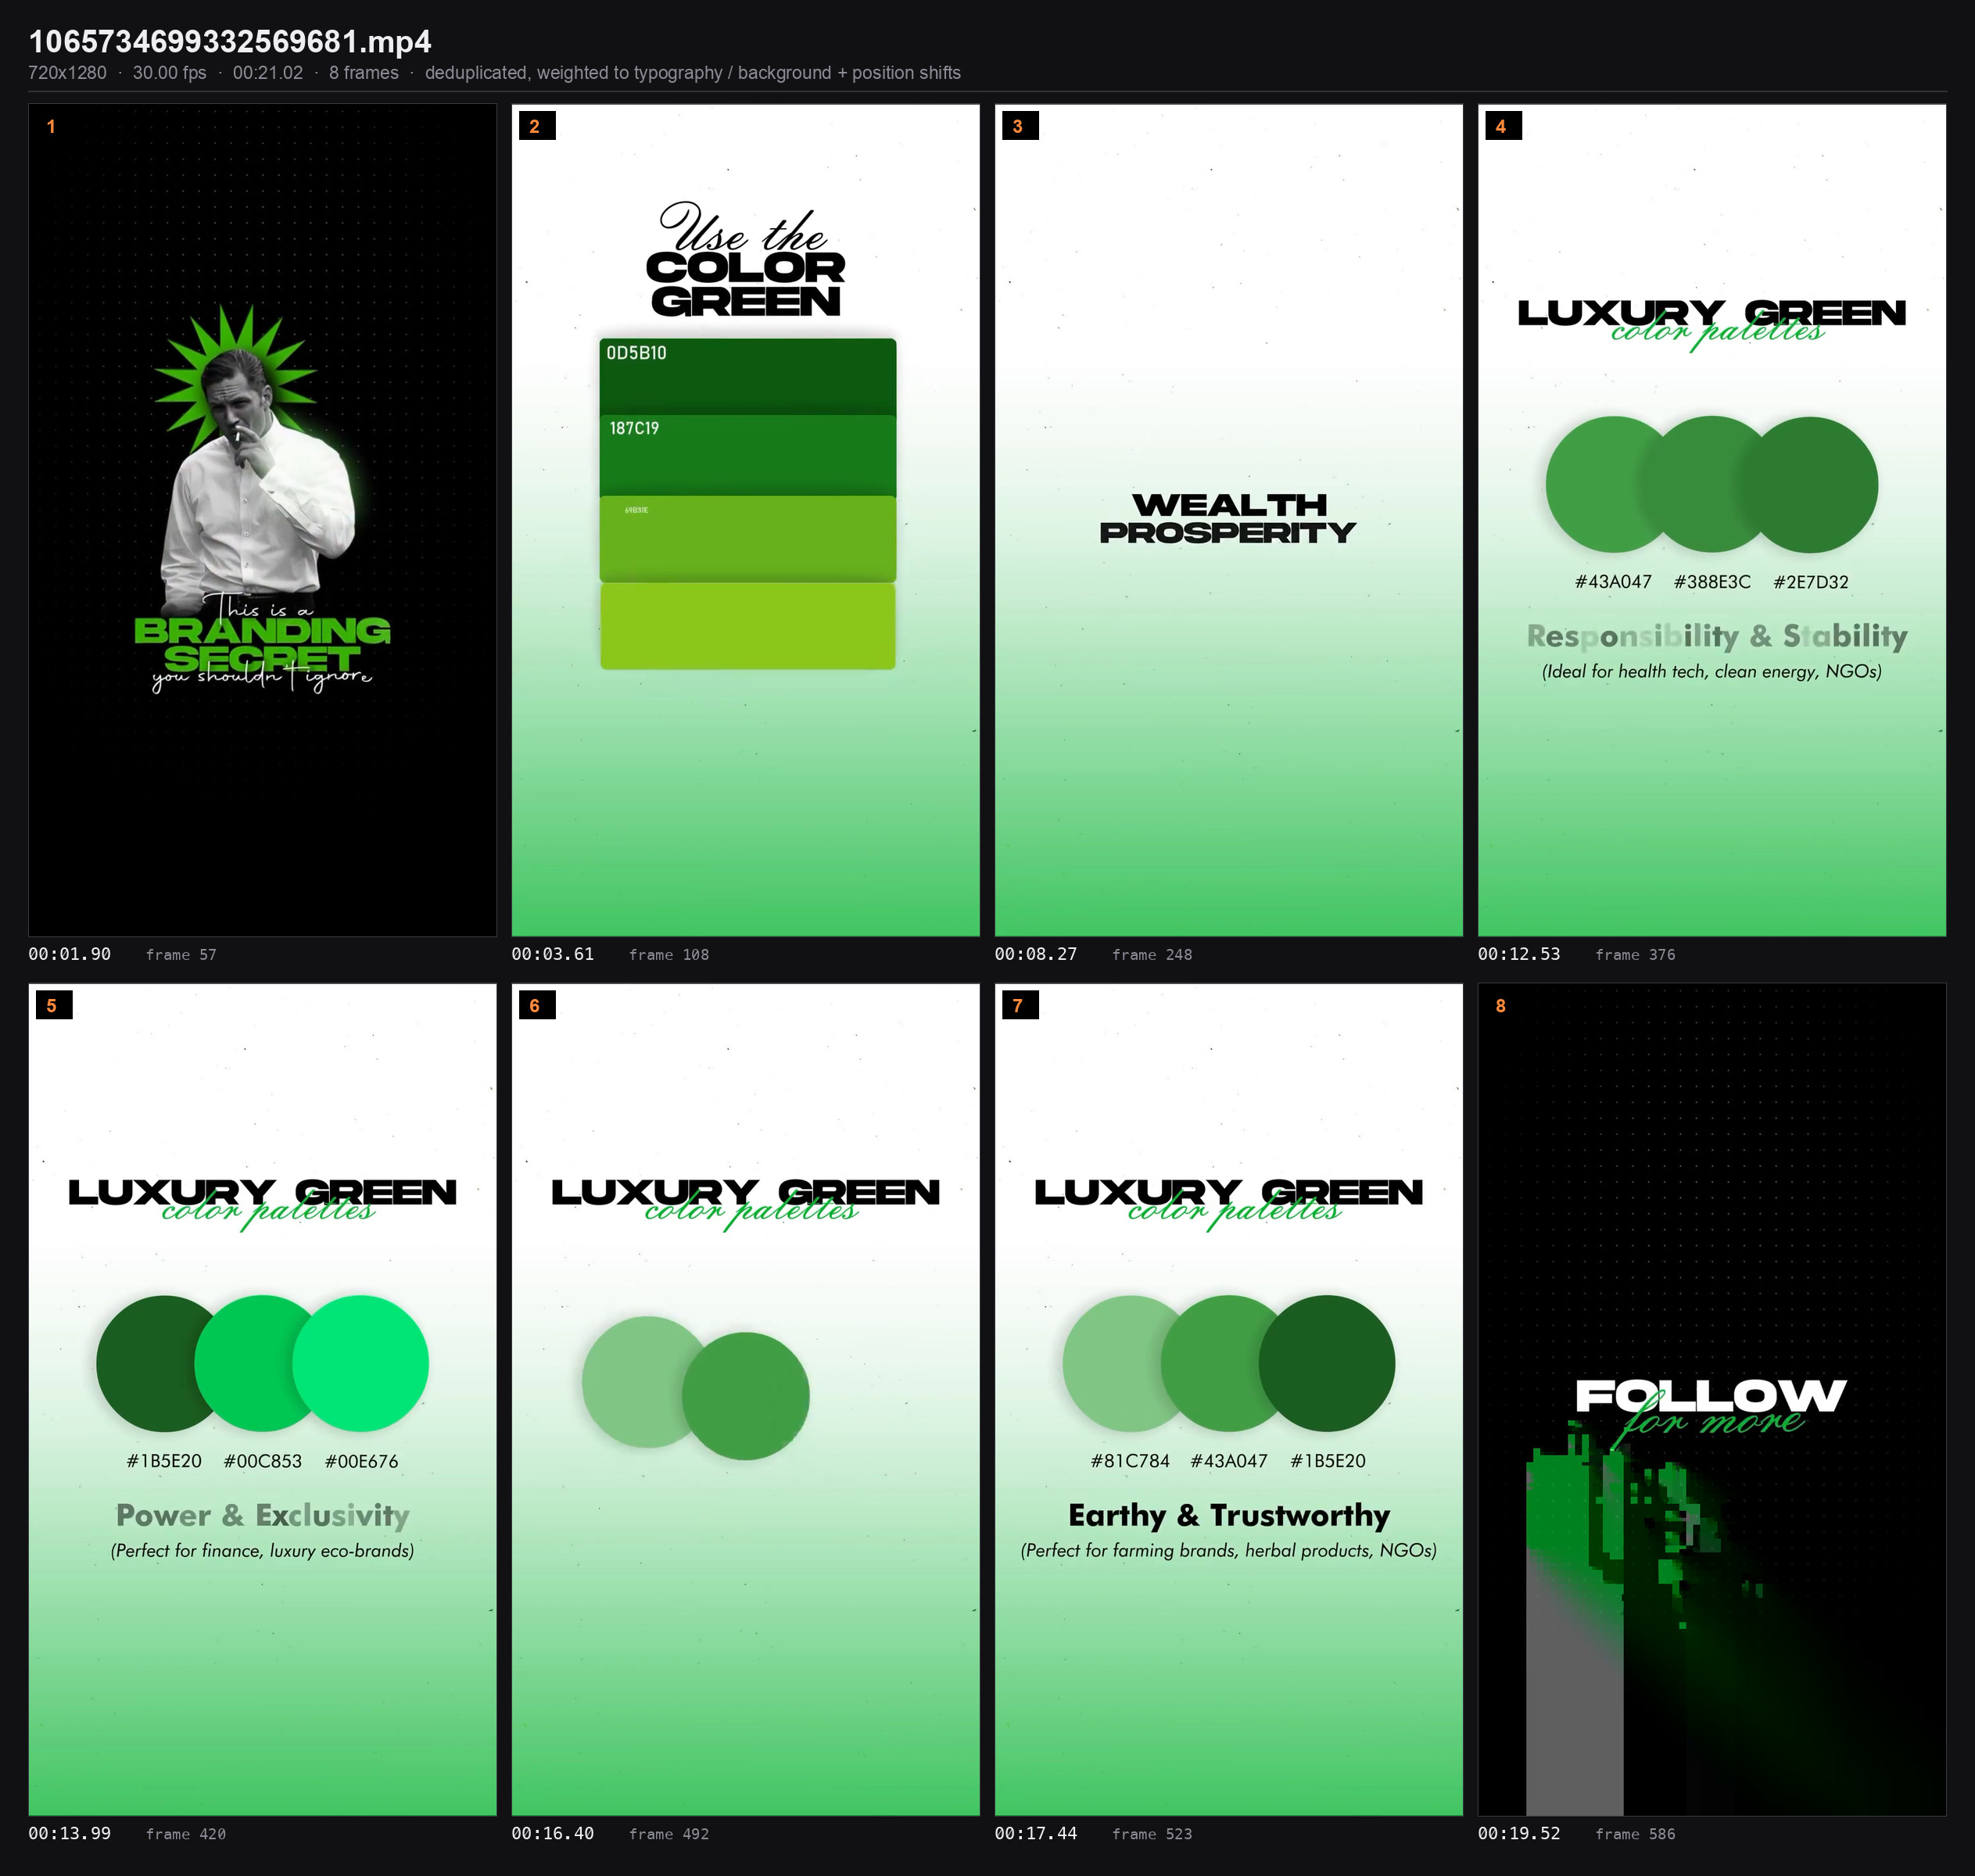 1065734699332569681.mp4
720x1280 · 30.00 fps · 00:21.02 · 8 frames · deduplicated, weighted to typography / background + position shifts
1
This is a
BRANDING
SECRET
you shouldn't ignore
00:01.90 frame 57
2
Use the
COLOR
GREEN
0D5B10
187C19
69B31E
00:03.61 frame 108
3
WEALTH
PROSPERITY
00:08.27 frame 248
4
LUXURY GREEN
color palettes
#43A047 #388E3C #2E7D32
Responsibility & Stability
(Ideal for health tech, clean energy, NGOs)
00:12.53 frame 376
5
LUXURY GREEN
color palettes
#1B5E20 #00C853 #00E676
Power & Exclusivity
(Perfect for finance, luxury eco-brands)
00:13.99 frame 420
6
LUXURY GREEN
color palettes
00:16.40 frame 492
7
LUXURY GREEN
color palettes
#81C784 #43A047 #1B5E20
Earthy & Trustworthy
(Perfect for farming brands, herbal products, NGOs)
00:17.44 frame 523
8
FOLLOW
for more
00:19.52 frame 586